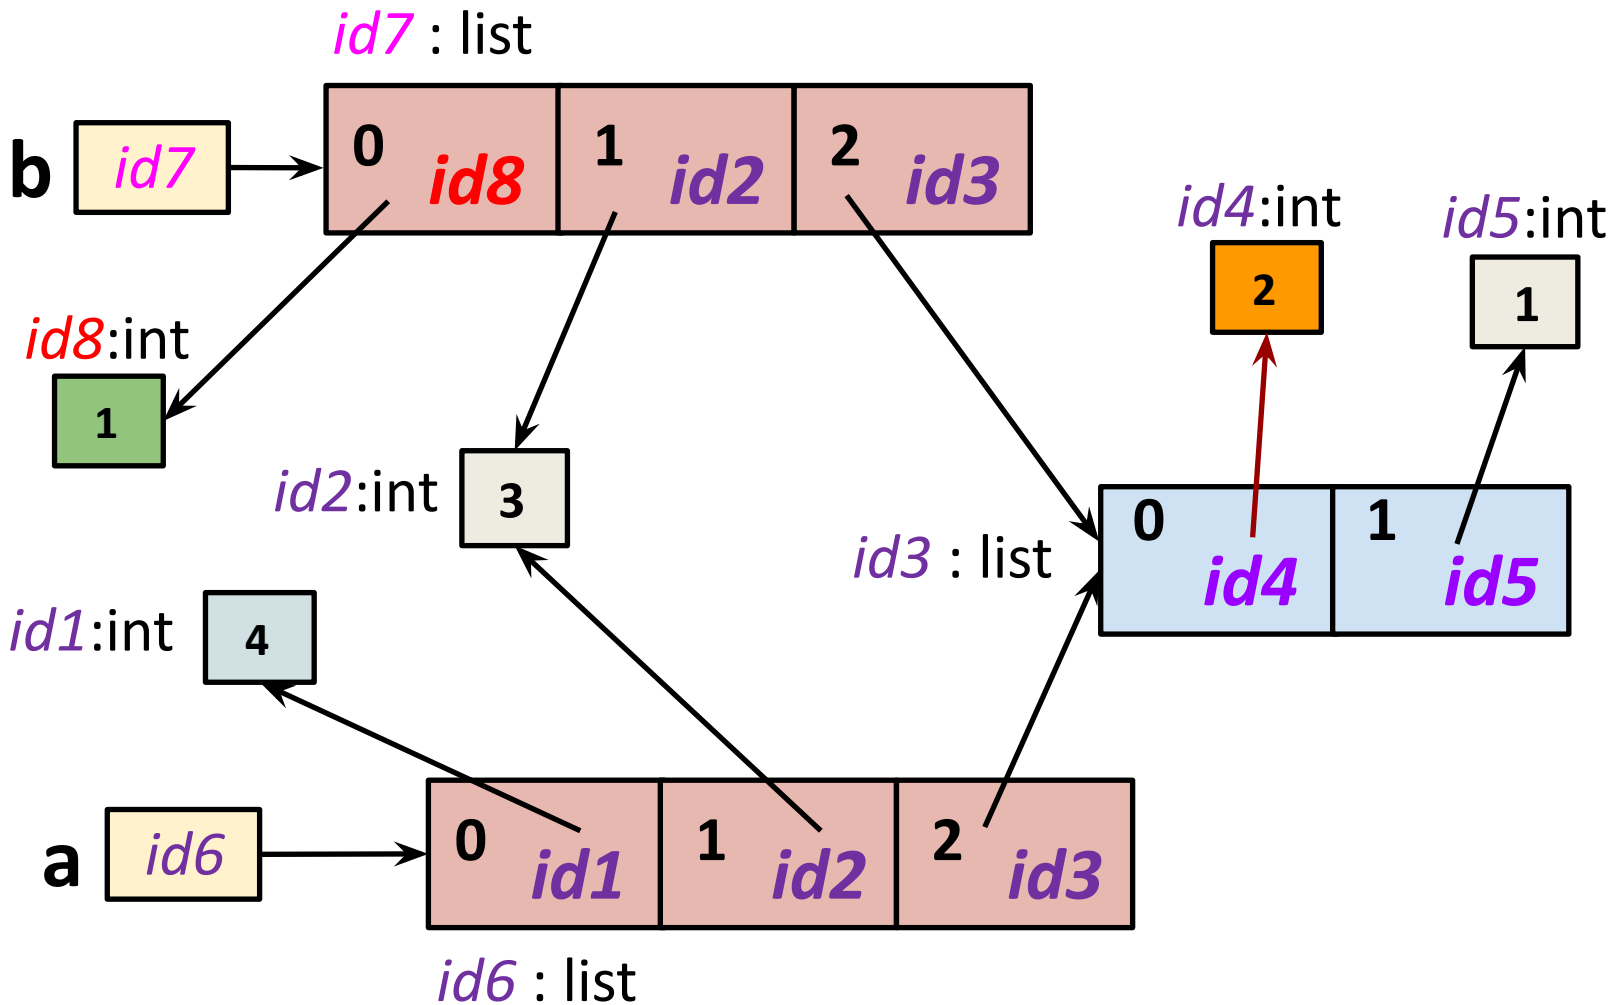 id7 : list
b id7 0 id8 1 id2 2 id3
id4:int id5:int
2 1
id8:int
1
id2:int 3
id3 : list 0 id4 1 id5
id1:int 4
a id6 0 id1 1 id2 2 id3
id6 : list